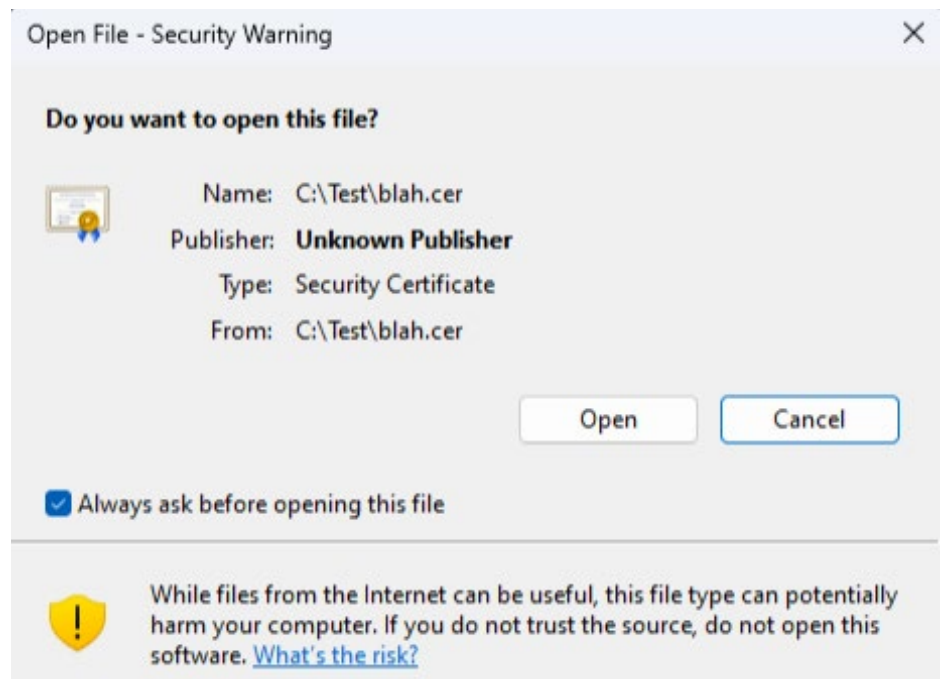 Open File - Security Warning
Do you want to open this file?
Name: C:\Test\blah.cer
Publisher: Unknown Publisher
Type: Security Certificate
From: C:\Test\blah.cer
Open Cancel
Always ask before opening this file
While files from the Internet can be useful, this file type can potentially
harm your computer. If you do not trust the source, do not open this
software. What's the risk?